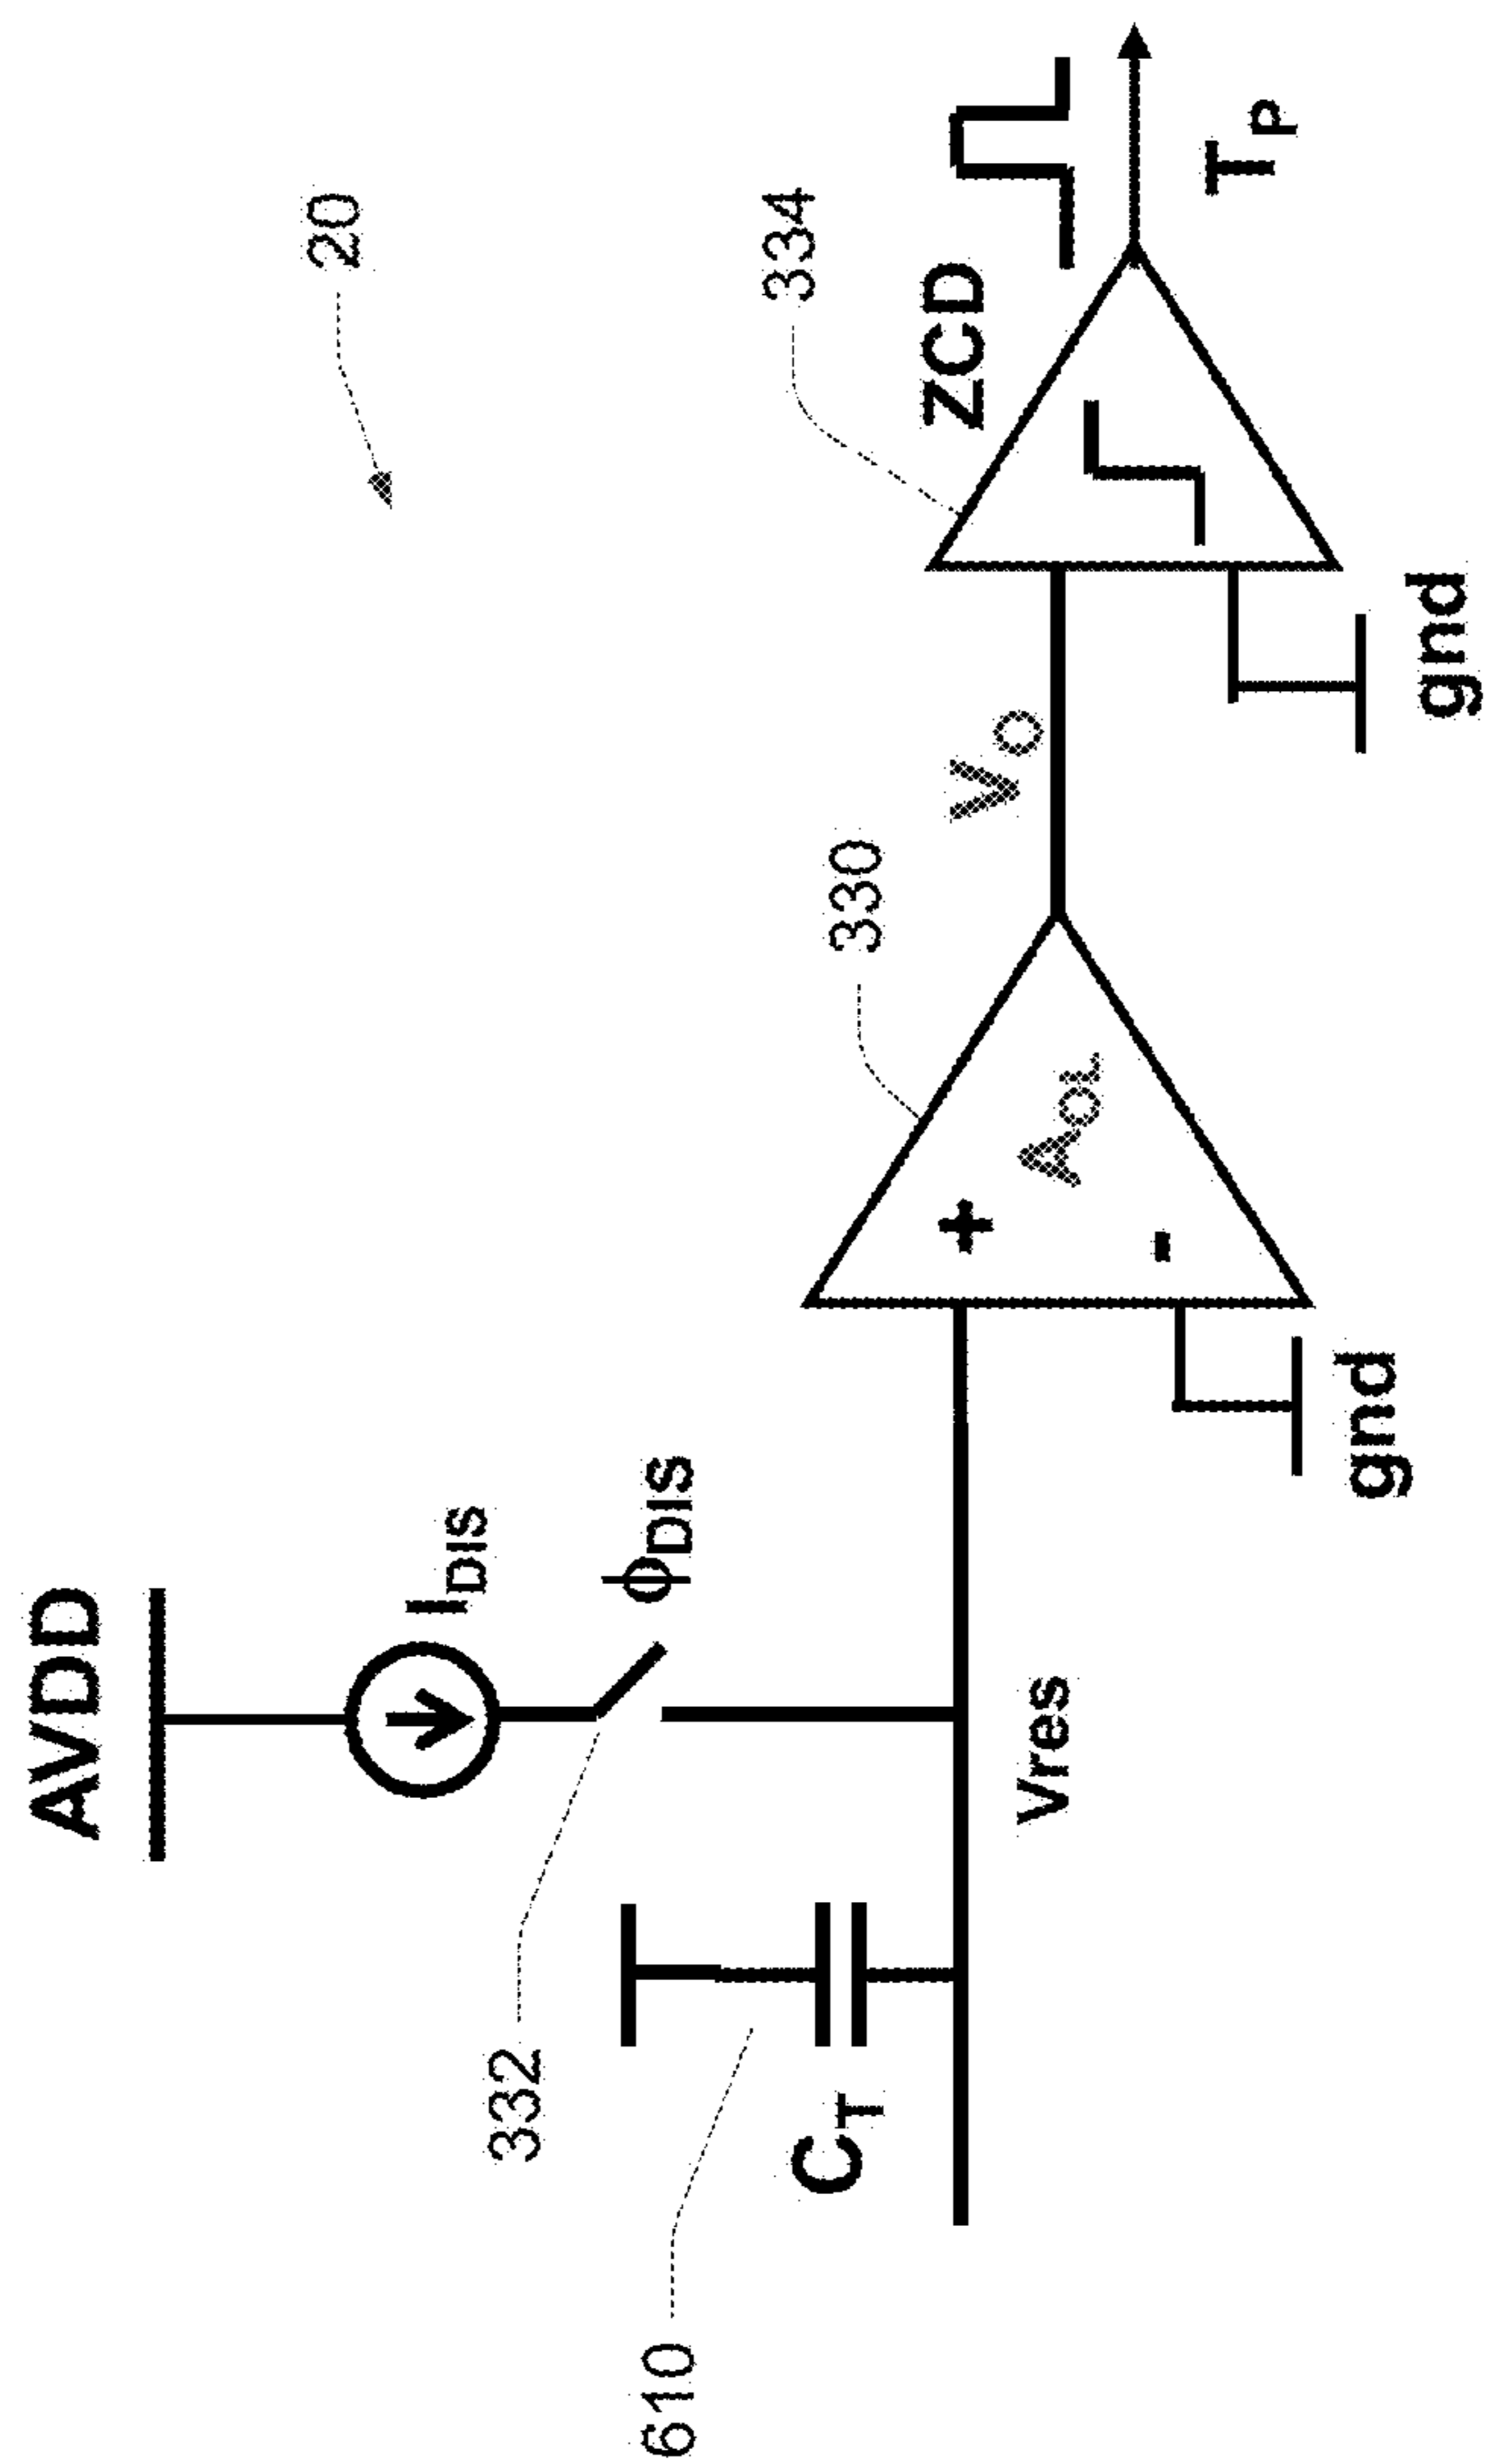 20
AVDD
I_DIS
332
ϕ_DIS
610
C_T
Vres
330
+
-
A_OL
gnd
V_O
334
ZCD
gnd
T_P